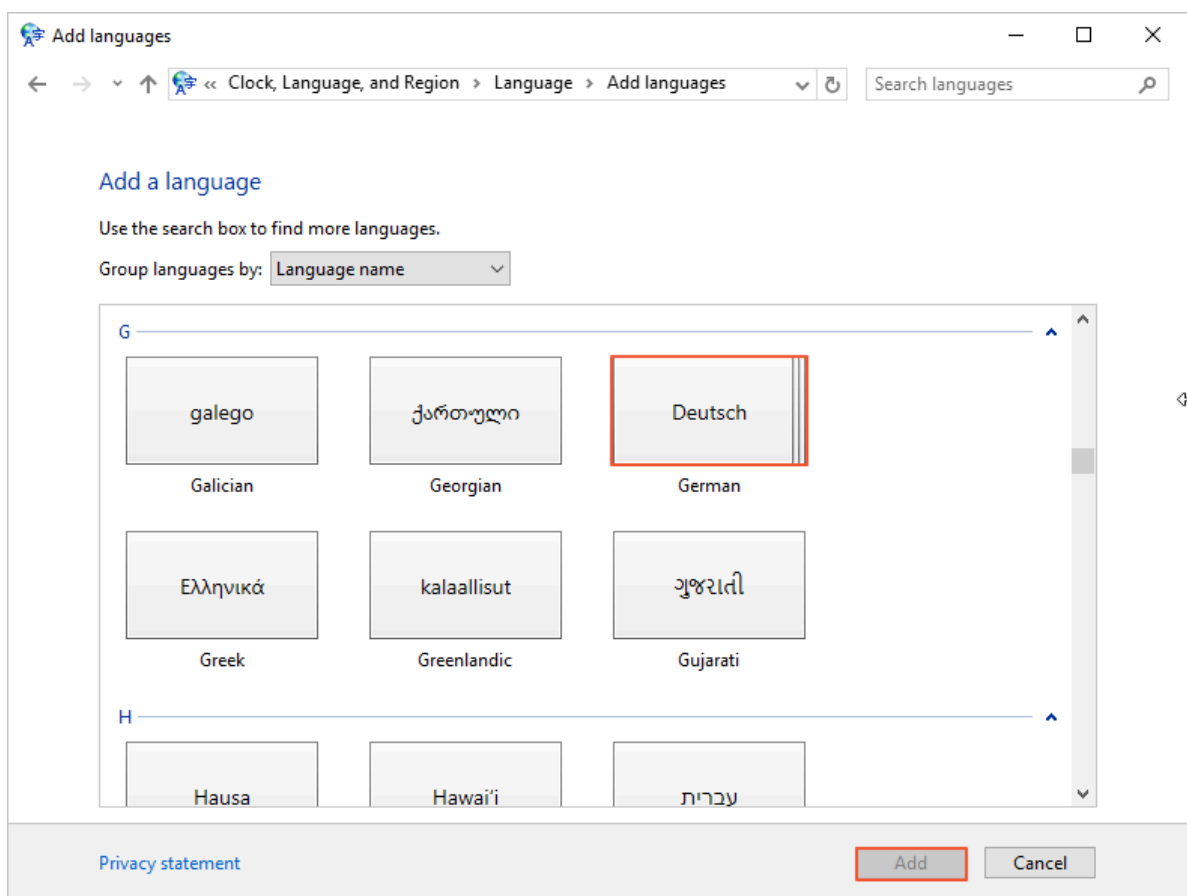 Add languages
« Clock, Language, and Region > Language > Add languages
Search languages
Add a language
Use the search box to find more languages.
Group languages by: Language name
G
galego
ქართული
Deutsch
Galician
Georgian
German
Ελληνικά
kalaallisut
ગુજરાતી
Greek
Greenlandic
Gujarati
H
Hausa
Hawaiʻi
עברית
Privacy statement
Add
Cancel